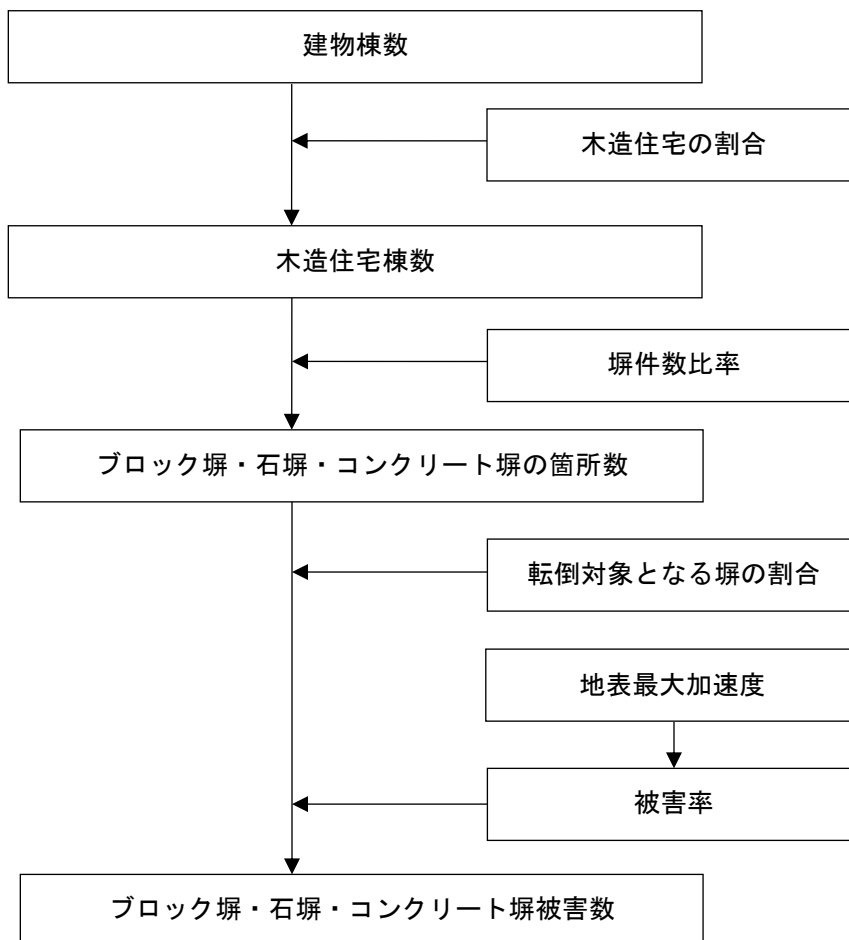 建物棟数
木造住宅の割合
木造住宅棟数
塀件数比率
ブロック塀・石塀・コンクリート塀の箇所数
転倒対象となる塀の割合
地表最大加速度
被害率
ブロック塀・石塀・コンクリート塀被害数